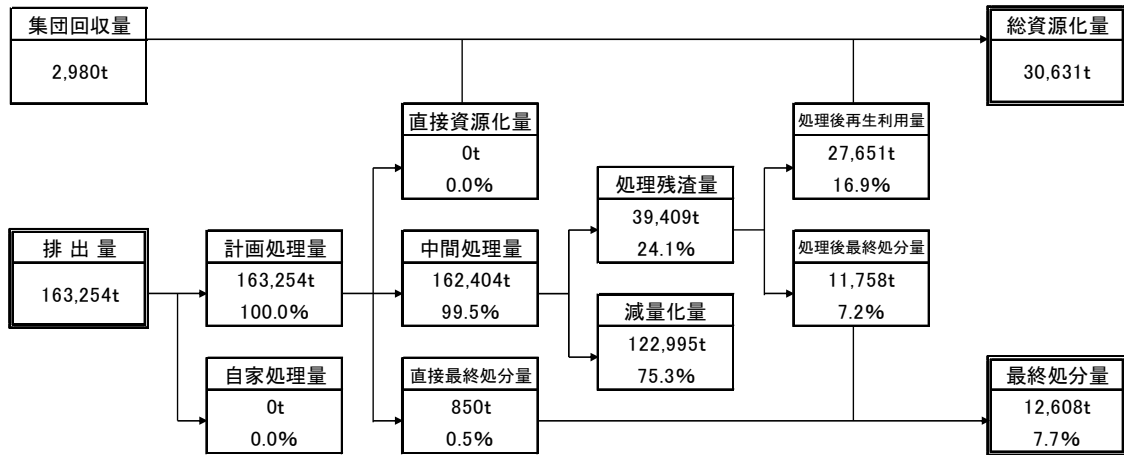 集団回収量
2,980t
総資源化量
30,631t
直接資源化量
0t
0.0%
処理後再生利用量
27,651t
16.9%
処理残渣量
39,409t
24.1%
排出量
163,254t
計画処理量
163,254t
100.0%
中間処理量
162,404t
99.5%
処理後最終処分量
11,758t
7.2%
減量化量
122,995t
75.3%
自家処理量
0t
0.0%
直接最終処分量
850t
0.5%
最終処分量
12,608t
7.7%